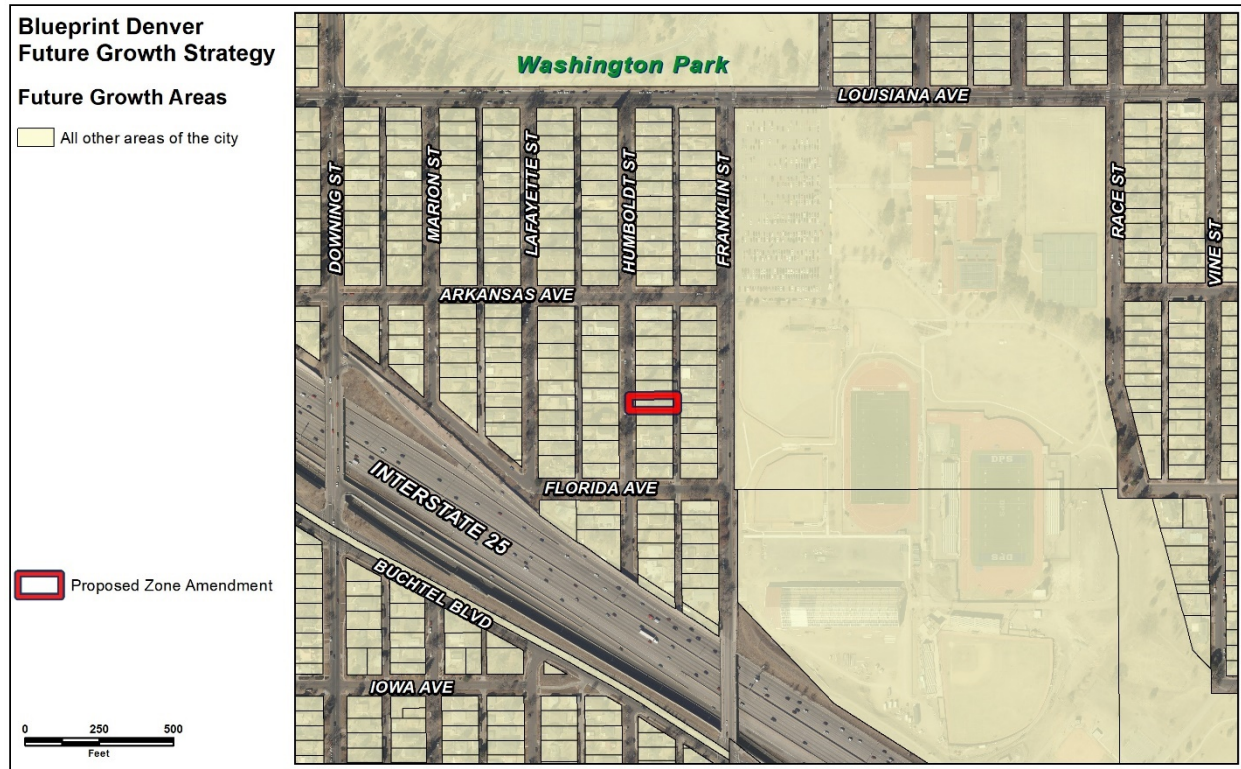 Blueprint Denver
Future Growth Strategy
Future Growth Areas
All other areas of the city
Proposed Zone Amendment
0 250 500
Feet
Washington Park
LOUISIANA AVE
DOWNING ST
MARION ST
LAFAYETTE ST
HUMBOLDT ST
FRANKLIN ST
RACE ST
VINE ST
ARKANSAS AVE
FLORIDA AVE
INTERSTATE 25
BUCHTEL BLVD
IOWA AVE
DPS
DPS